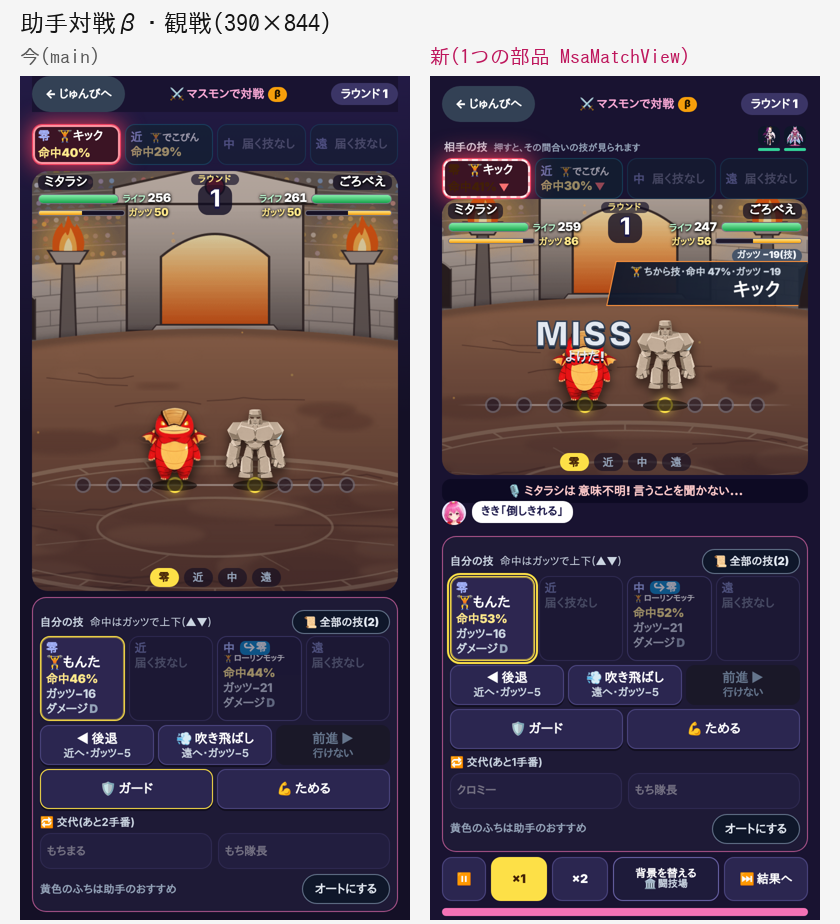 助手対戦β・観戦(390×844)
今(main)
←じゅんびへ
⚔️マスモンで対戦 β
ラウンド1
零 🏋キック
命中40%
近 🏋でこぴん
命中29%
中 届く技なし
遠 届く技なし
ミタラシ
ラウンド
1
ごろべえ
ライフ 256
ガッツ 50
ライフ 261
ガッツ 50
零 近 中 遠
自分の技 命中はガッツで上下(▲▼)
📜全部の技(2)
零
🏋もんた
命中46%
ガッツ−16
ダメージD
近
届く技なし
中 ↪零
🏋ローリンモッチ
命中44%
ガッツ−21
ダメージD
遠
届く技なし
◀後退
近へ・ガッツ−5
💨吹き飛ばし
遠へ・ガッツ−5
前進▶
行けない
🛡️ガード
💪ためる
🔁交代(あと2手番)
もちまる
もち隊長
黄色のふちは助手のおすすめ
オートにする
新(1つの部品 MsaMatchView)
←じゅんびへ
⚔️マスモンで対戦 β
ラウンド1
相手の技 押すと、その間合いの技が見られます
🏋キック
▼
近 🏋でこぴん
命中30%▼
中 届く技なし
遠 届く技なし
ミタラシ
ラウンド
1
ごろべえ
ライフ 259
ガッツ 86
ライフ 247
ガッツ 56
ガッツ −19(技)
🏋ちから技・命中 47%・ガッツ −19
キック
MISS
よけた!
零 近 中 遠
🎙️ミタラシは 意味不明! 言うことを聞かない...
きき「倒しきれる」
自分の技 命中はガッツで上下(▲▼)
📜全部の技(2)
零
🏋もんた
命中53%
ガッツ−16
ダメージD
近
届く技なし
中 ↪零
🏋ローリンモッチ
命中52%
ガッツ−21
ダメージD
遠
届く技なし
◀後退
近へ・ガッツ−5
💨吹き飛ばし
遠へ・ガッツ−5
前進▶
行けない
🛡️ガード
💪ためる
🔁交代(あと1手番)
クロミー
もち隊長
黄色のふちは助手のおすすめ
オートにする
⏸
×1
×2
背景を替える
🏛️闘技場
⏭結果へ